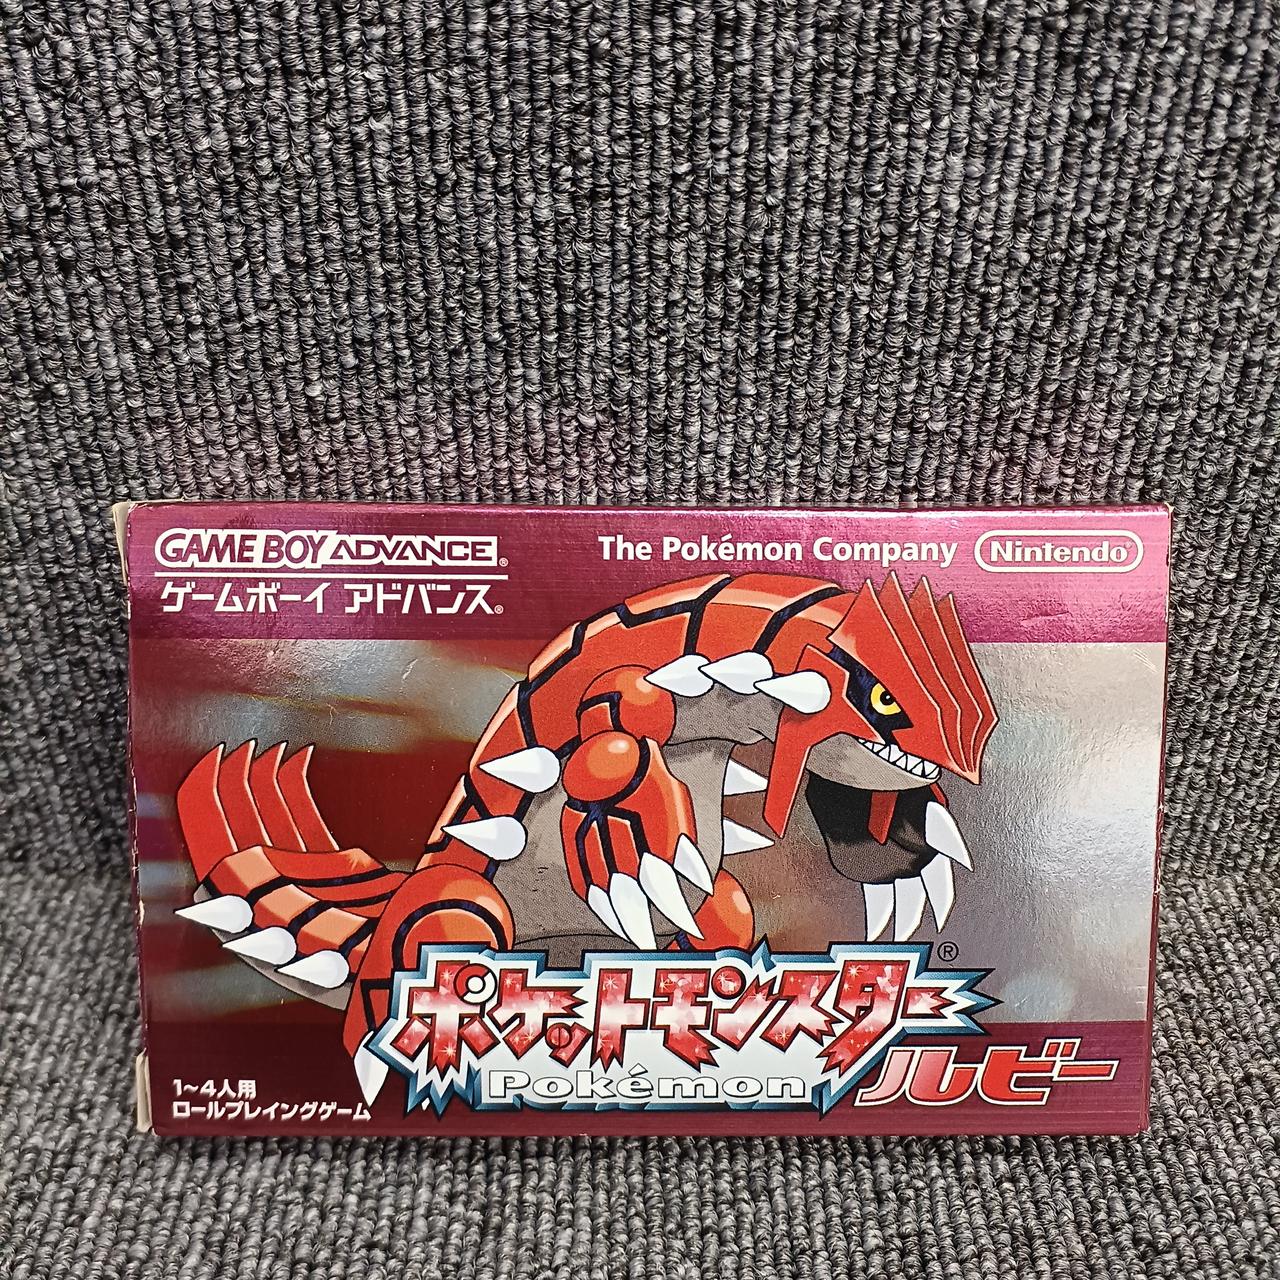 GAME BOY ADVANCE®
ゲームボーイ アドバンス®
The Pokémon Company
Nintendo®
ポケットモンスター®
Pokémon
ルビー
1~4人用
ロールプレイングゲーム